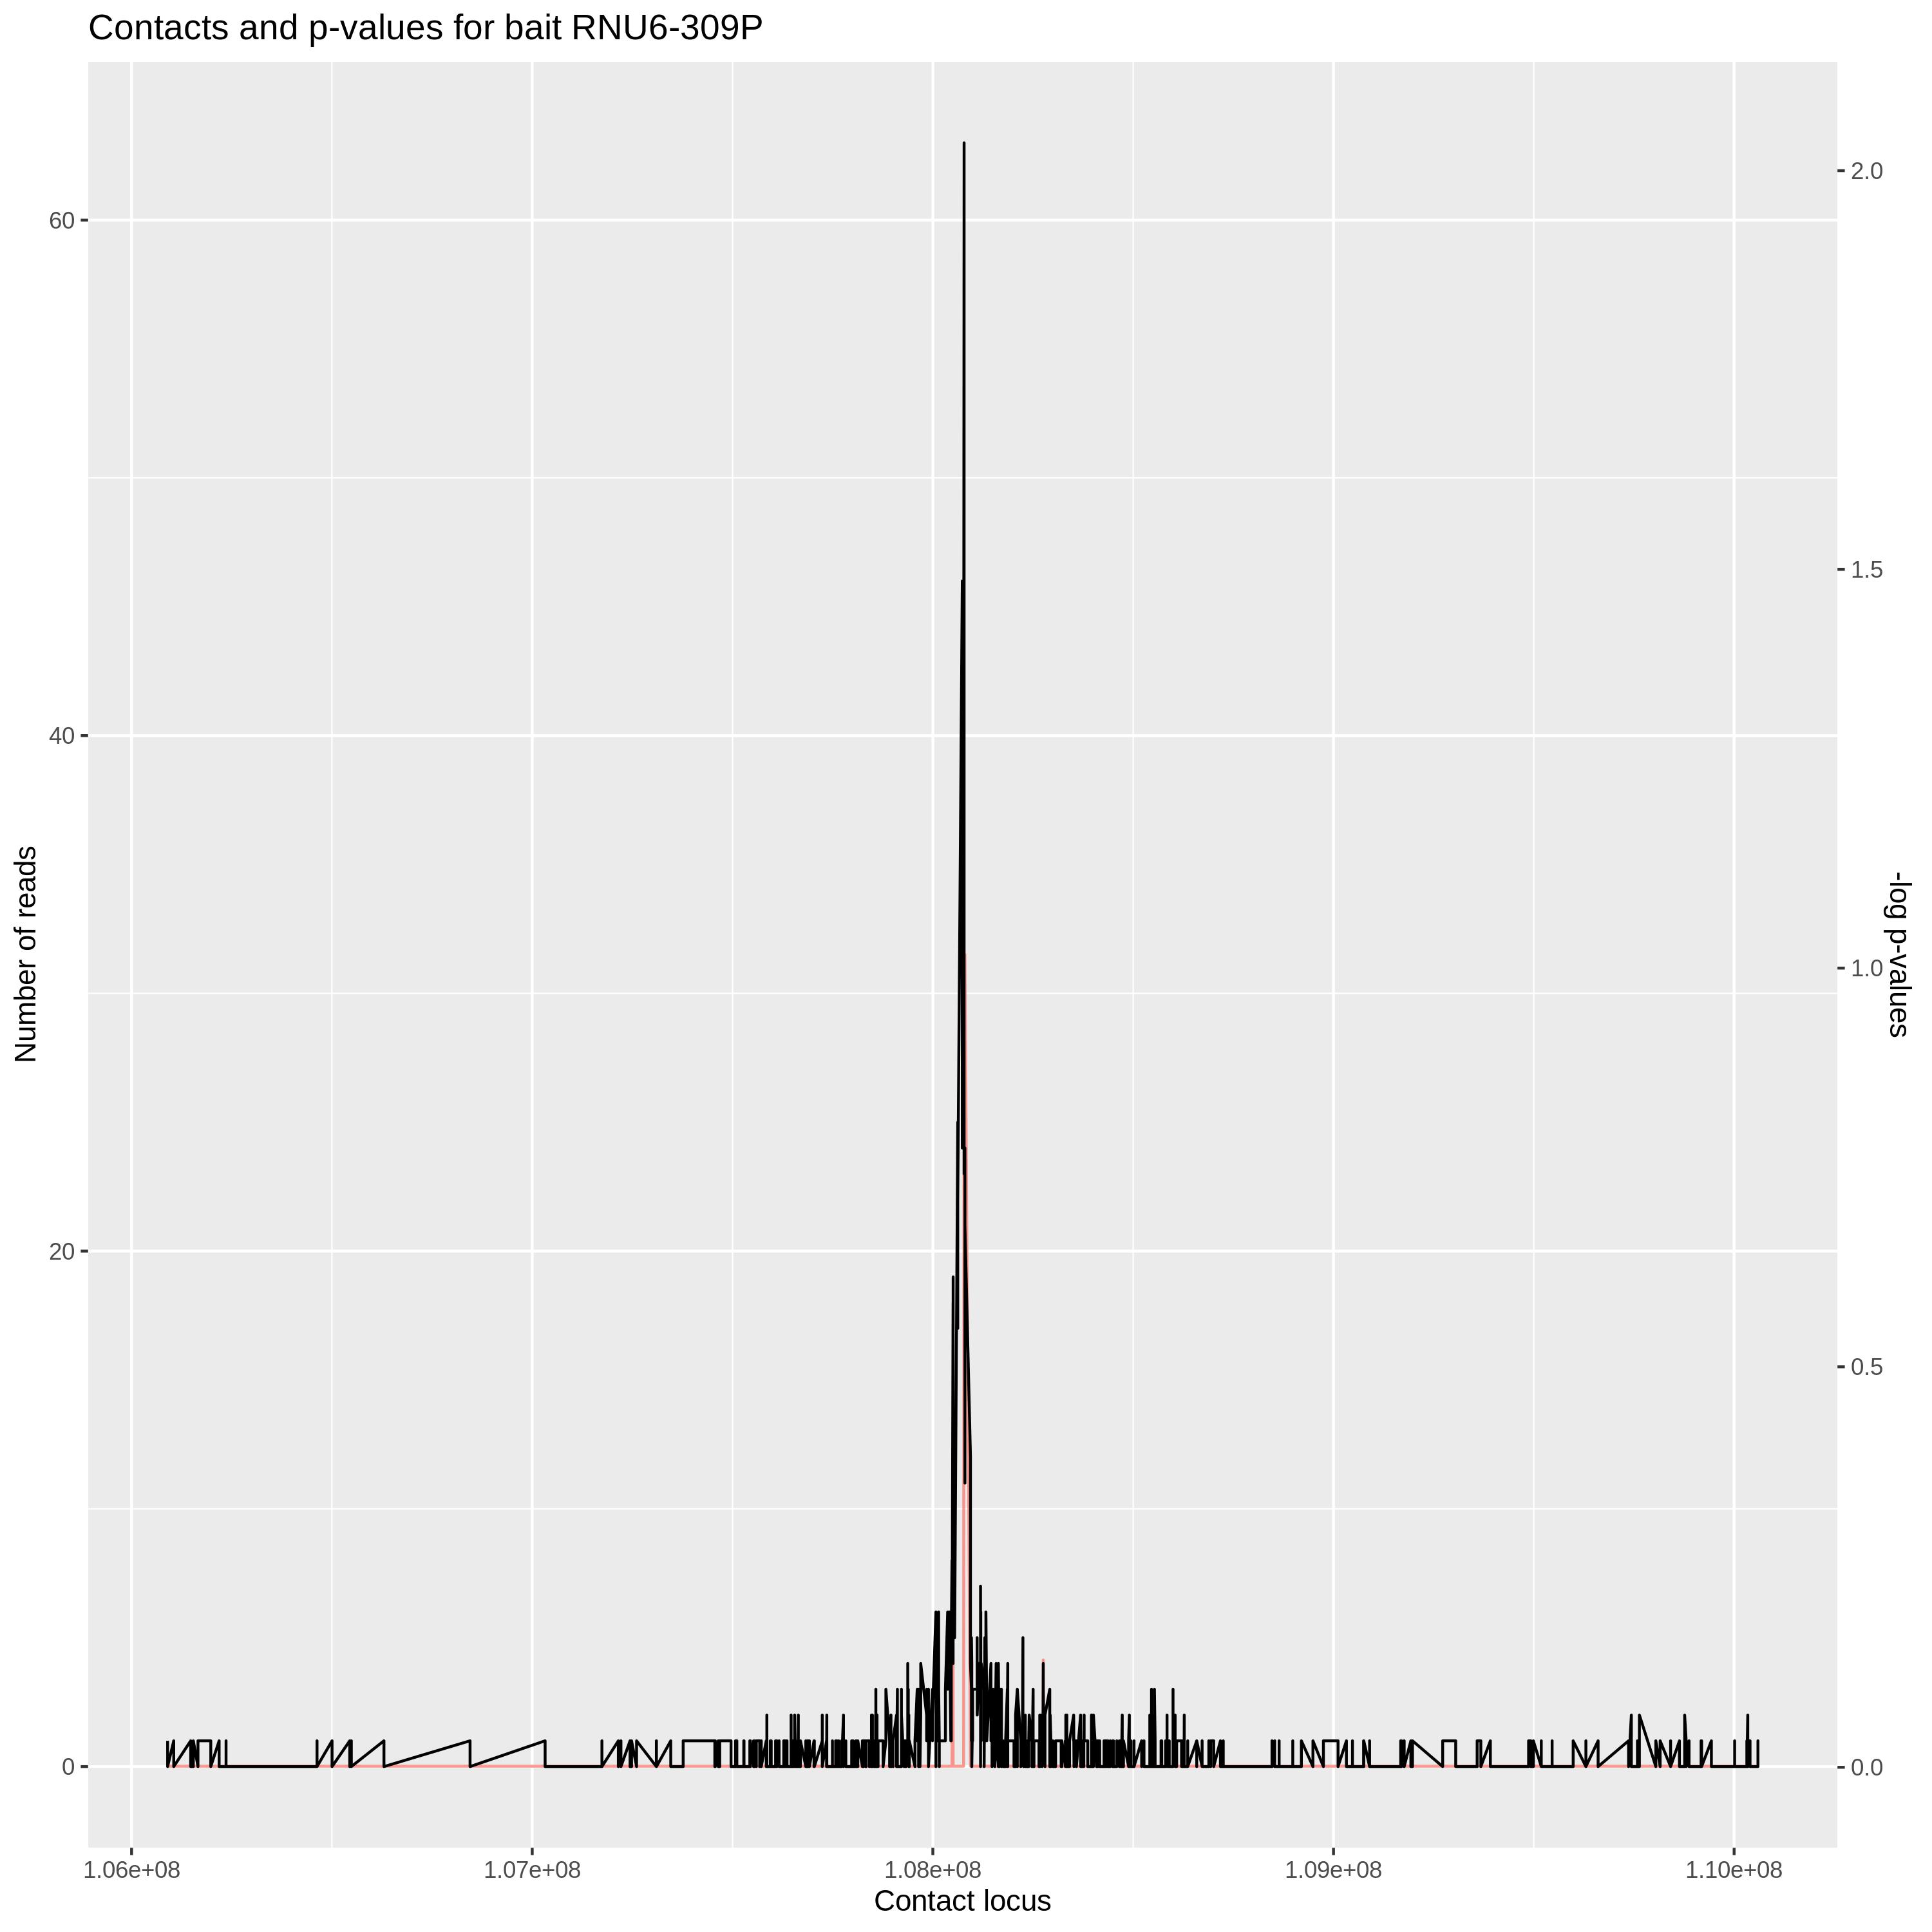 Contacts and p-values for bait RNU6-309P
60
40
20
0
Number of reads
2.0
1.5
1.0
0.5
0.0
-log p-values
1.06e+08
1.07e+08
1.08e+08
1.09e+08
1.10e+08
Contact locus